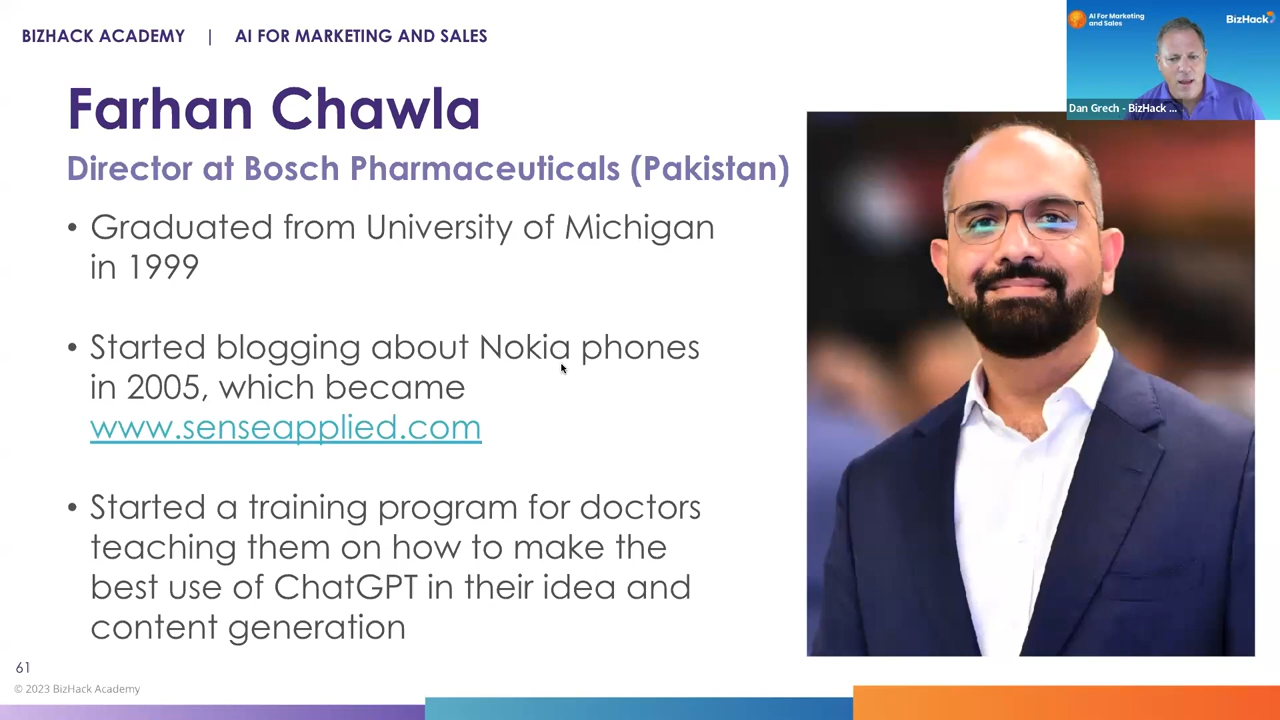 BIZHACK ACADEMY | AI FOR MARKETING AND SALES
AI For Marketing
and Sales
BizHack
Dan Grech - BizHack ...
Farhan Chawla
Director at Bosch Pharmaceuticals (Pakistan)
• Graduated from University of Michigan
in 1999
• Started blogging about Nokia phones
in 2005, which became
www.senseapplied.com
• Started a training program for doctors
teaching them on how to make the
best use of ChatGPT in their idea and
content generation
61
© 2023 BizHack Academy